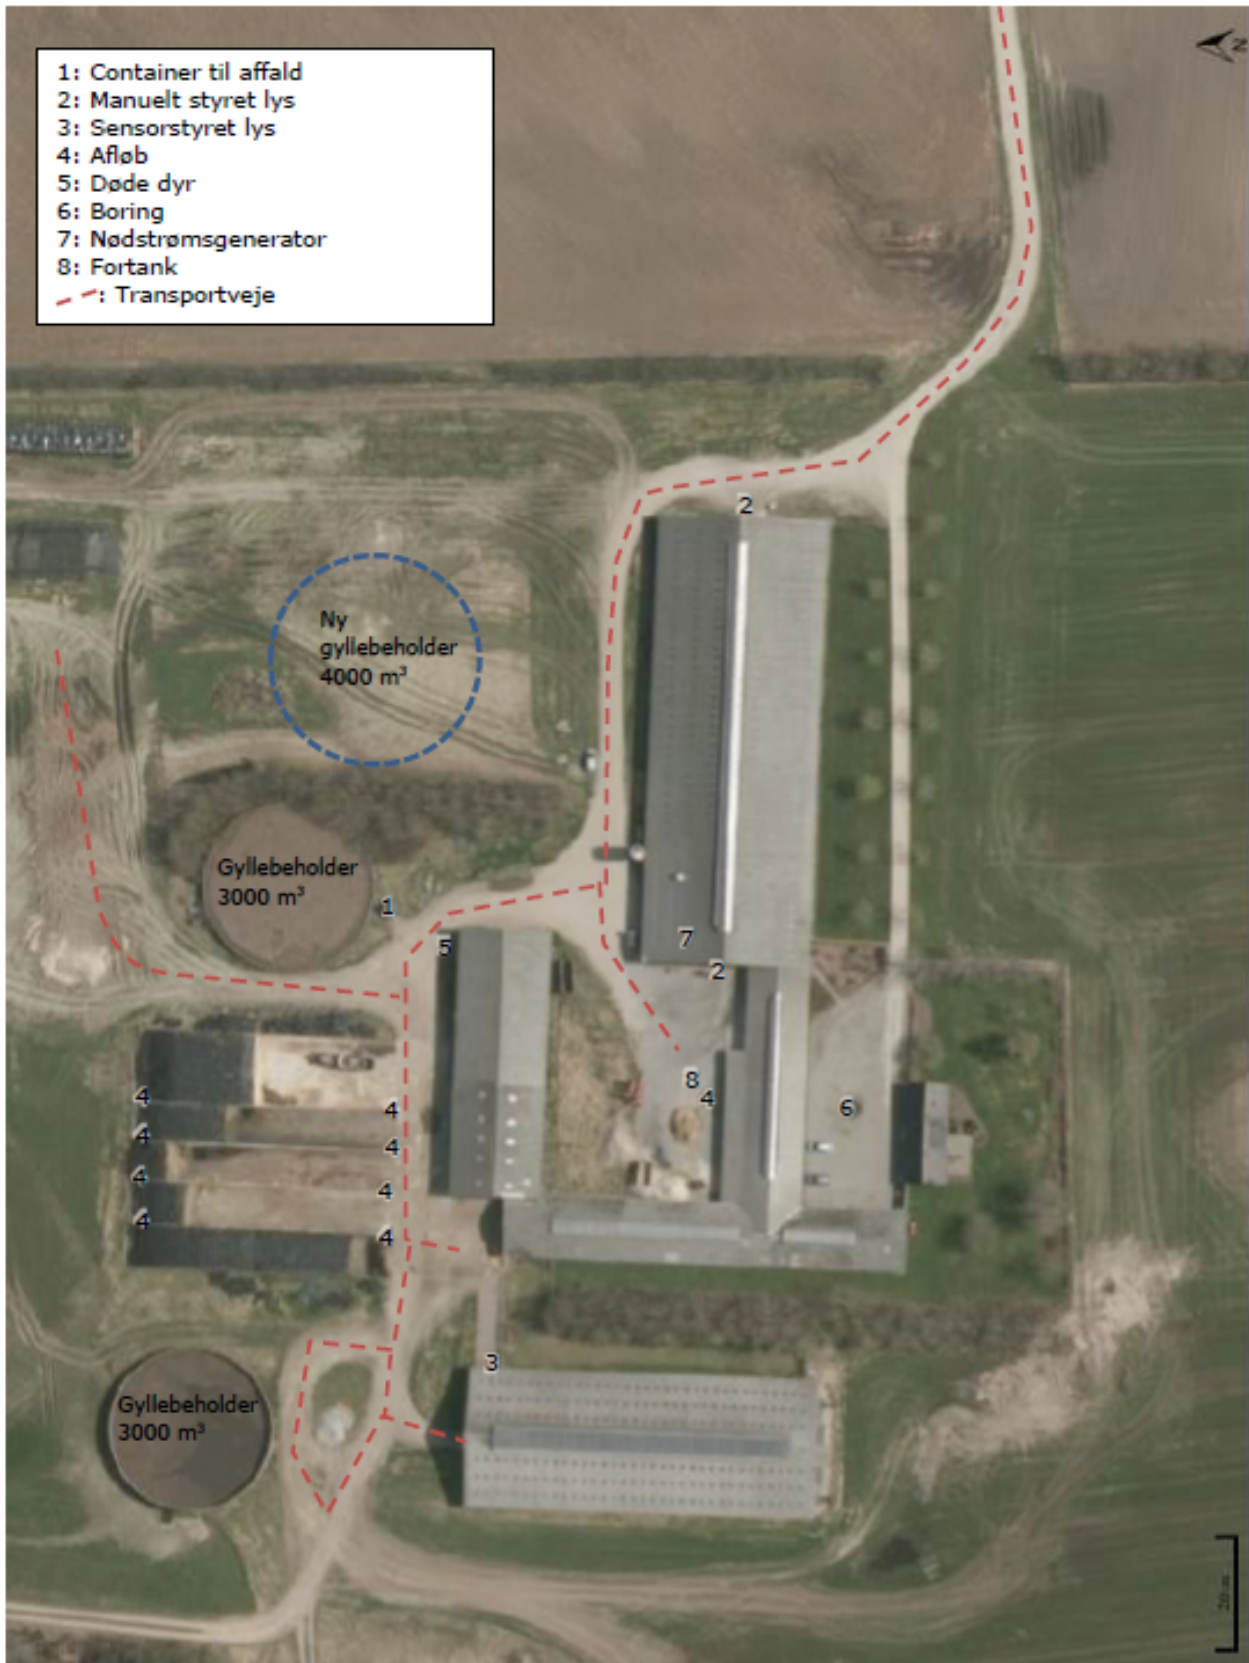 1: Container til affald
2: Manuelt styret lys
3: Sensorstyret lys
4: Afløb
5: Døde dyr
6: Boring
7: Nødstrømsgenerator
8: Fortank
: Transportveje
N
2
Ny
gyllebeholder
4000 m³
Gyllebeholder
3000 m³
1
5
7
2
8
4
6
4
4
4
4
4
4
4
4
4
3
Gyllebeholder
3000 m³
20 m